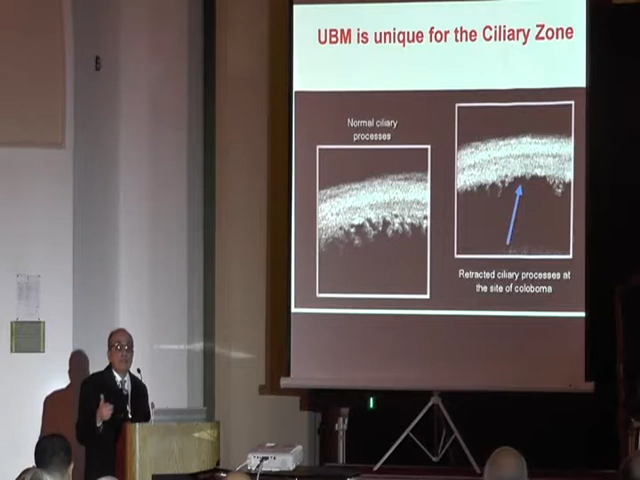 UBM is unique for the Ciliary Zone
Normal ciliary
processes
Retracted ciliary processes at
the site of coloboma